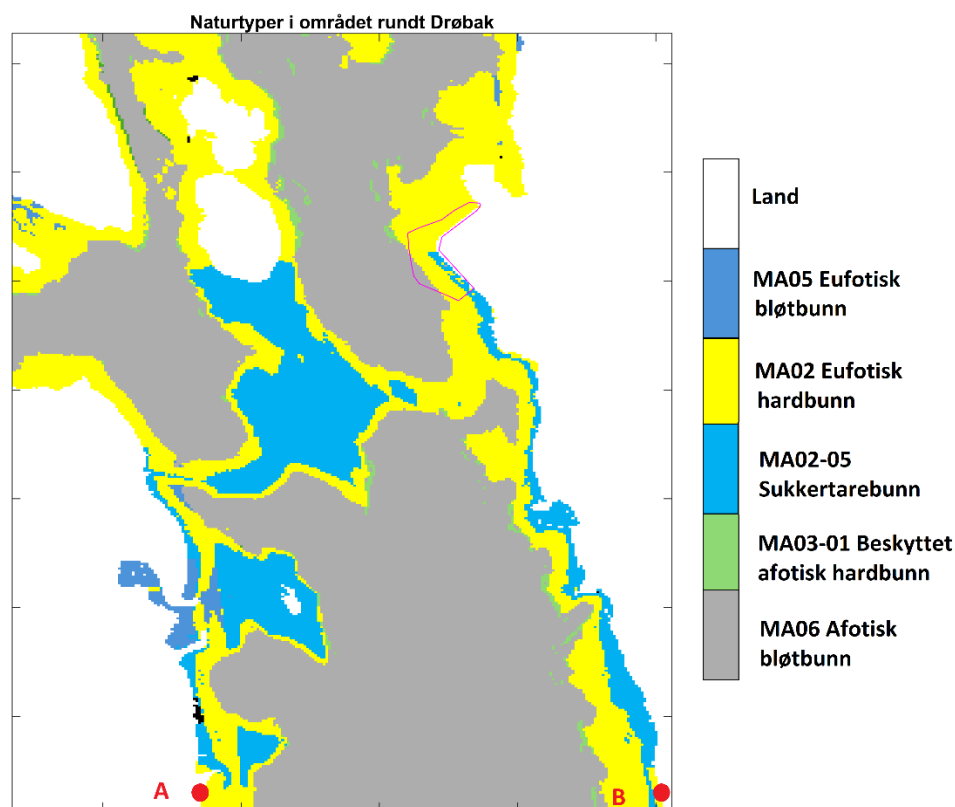 Naturtyper i området rundt Drøbak
Land
MA05 Eufotisk
bløtbunn
MA02 Eufotisk
hardbunn
MA02-05
Sukkertarebunn
MA03-01 Beskyttet
afotisk hardbunn
MA06 Afotisk
bløtbunn
A
B